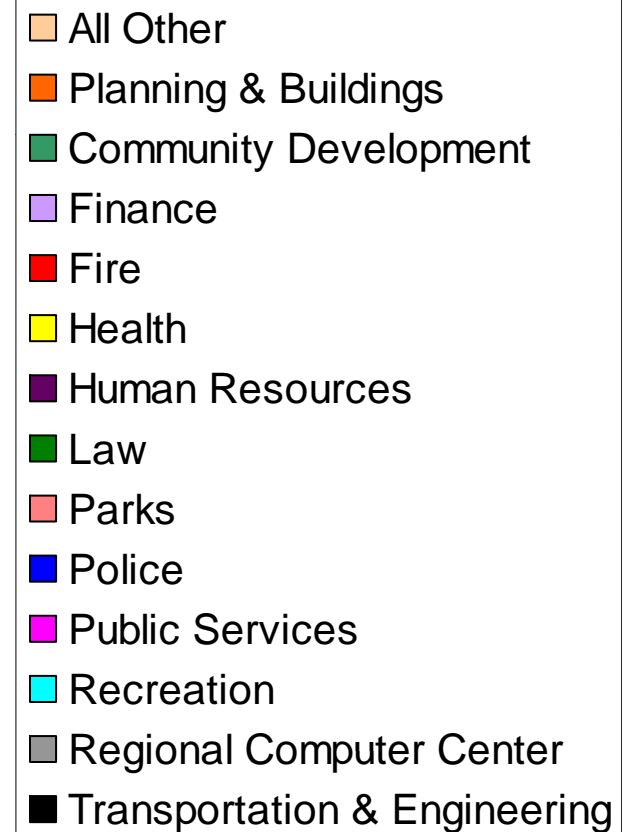 All Other
Planning & Buildings
Community Development
Finance
Fire
Health
Human Resources
Law
Parks
Police
Public Services
Recreation
Regional Computer Center
Transportation & Engineering